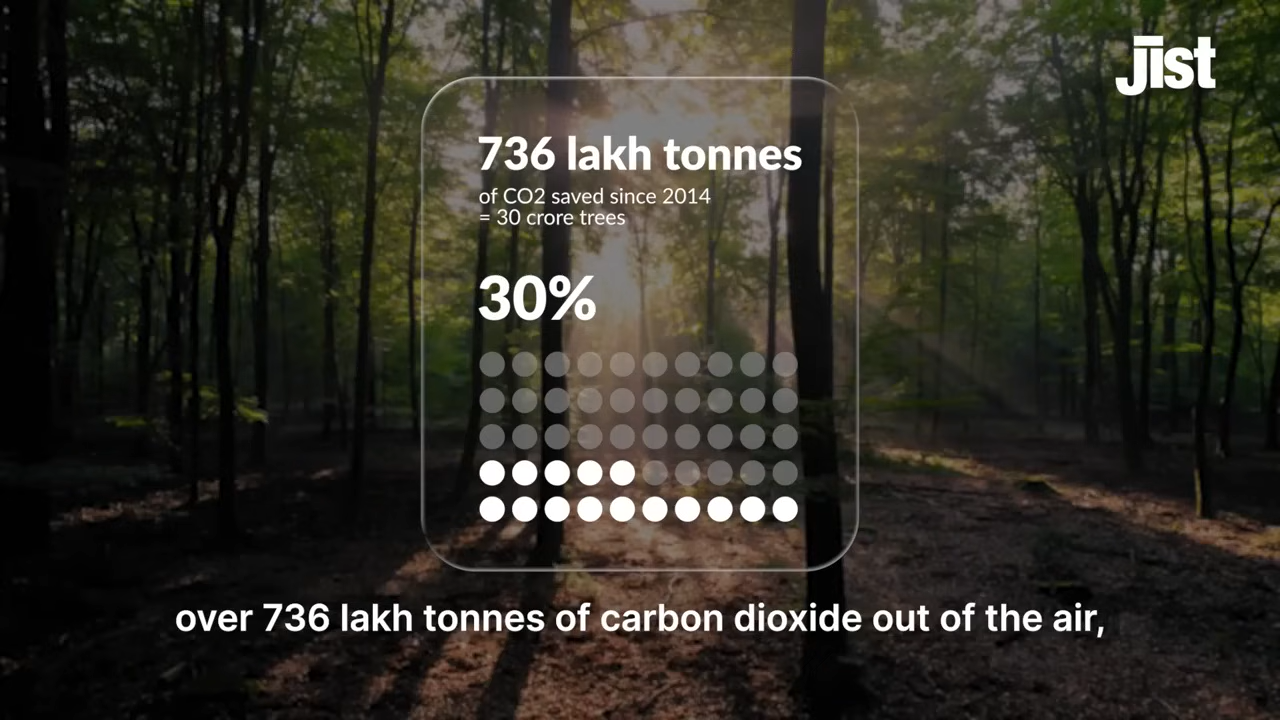 jist
736 lakh tonnes
of CO2 saved since 2014
= 30 crore trees
30%
over 736 lakh tonnes of carbon dioxide out of the air,